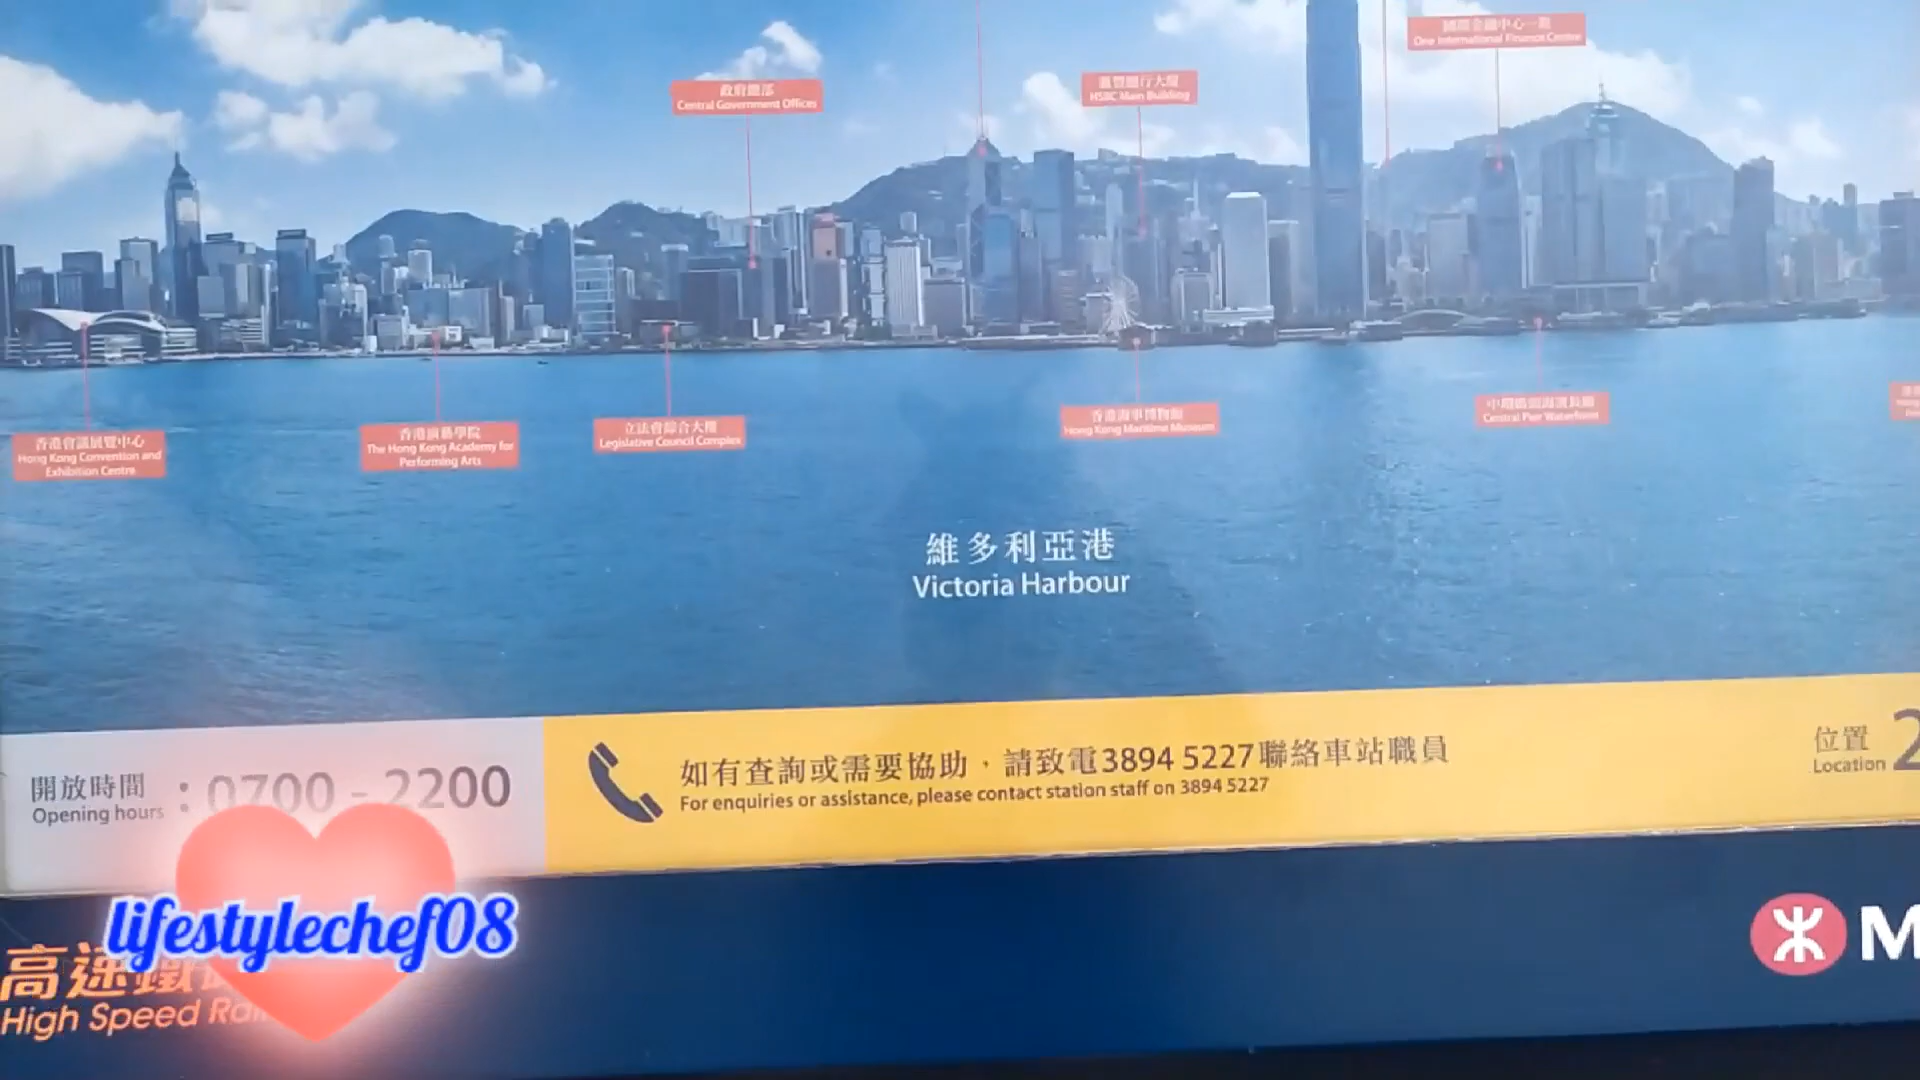 國際金融中心一期
One International Finance Centre
政府總部
Central Government Offices
滙豐銀行大廈
HSBC Main Building
香港會議展覽中心
Hong Kong Convention and
Exhibition Centre
香港演藝學院
The Hong Kong Academy for
Performing Arts
立法會綜合大樓
Legislative Council Complex
香港海事博物館
Hong Kong Maritime Museum
Central Pier Waterfront
維多利亞港
Victoria Harbour
開放時間
Opening hours
: 0700 - 2200
如有查詢或需要協助，請致電3894 5227聯絡車站職員
For enquiries or assistance, please contact station staff on 3894 5227
位置
Location 2
lifestylechef08
高速鐵
High Speed Rail
M